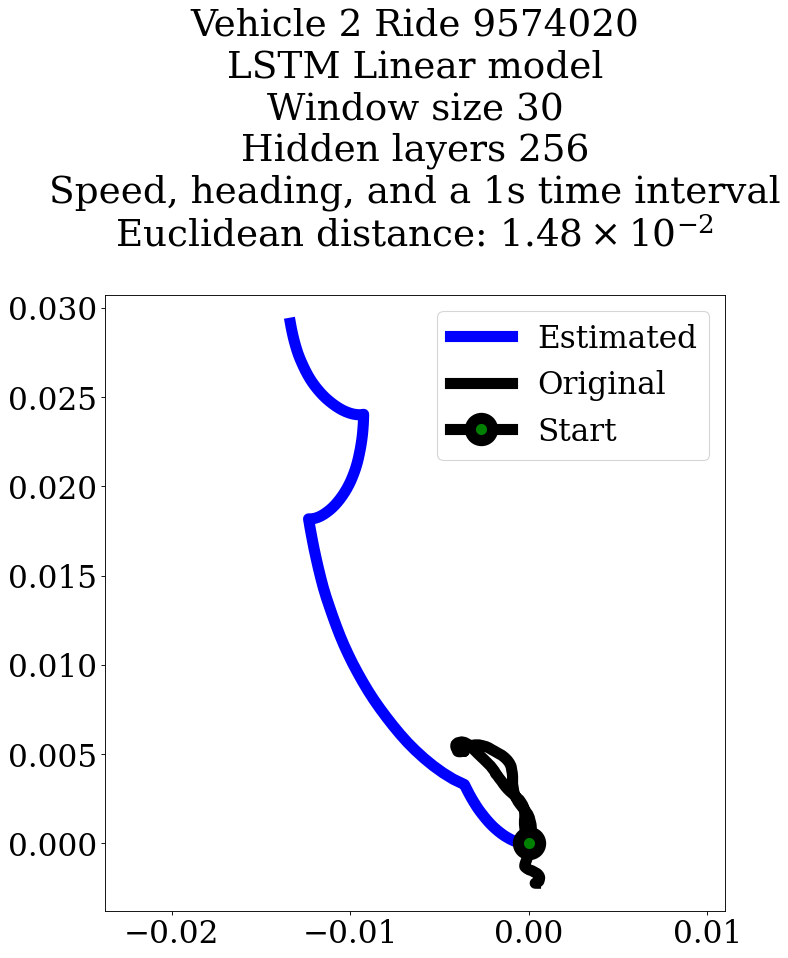 Vehicle 2 Ride 9574020
LSTM Linear model
Window size 30
Hidden layers 256
Speed, heading, and a 1s time interval
Euclidean distance: 1.48 × 10⁻²
0.030
0.025
0.020
0.015
0.010
0.005
0.000
Estimated
Original
Start
−0.02
−0.01
0.00
0.01